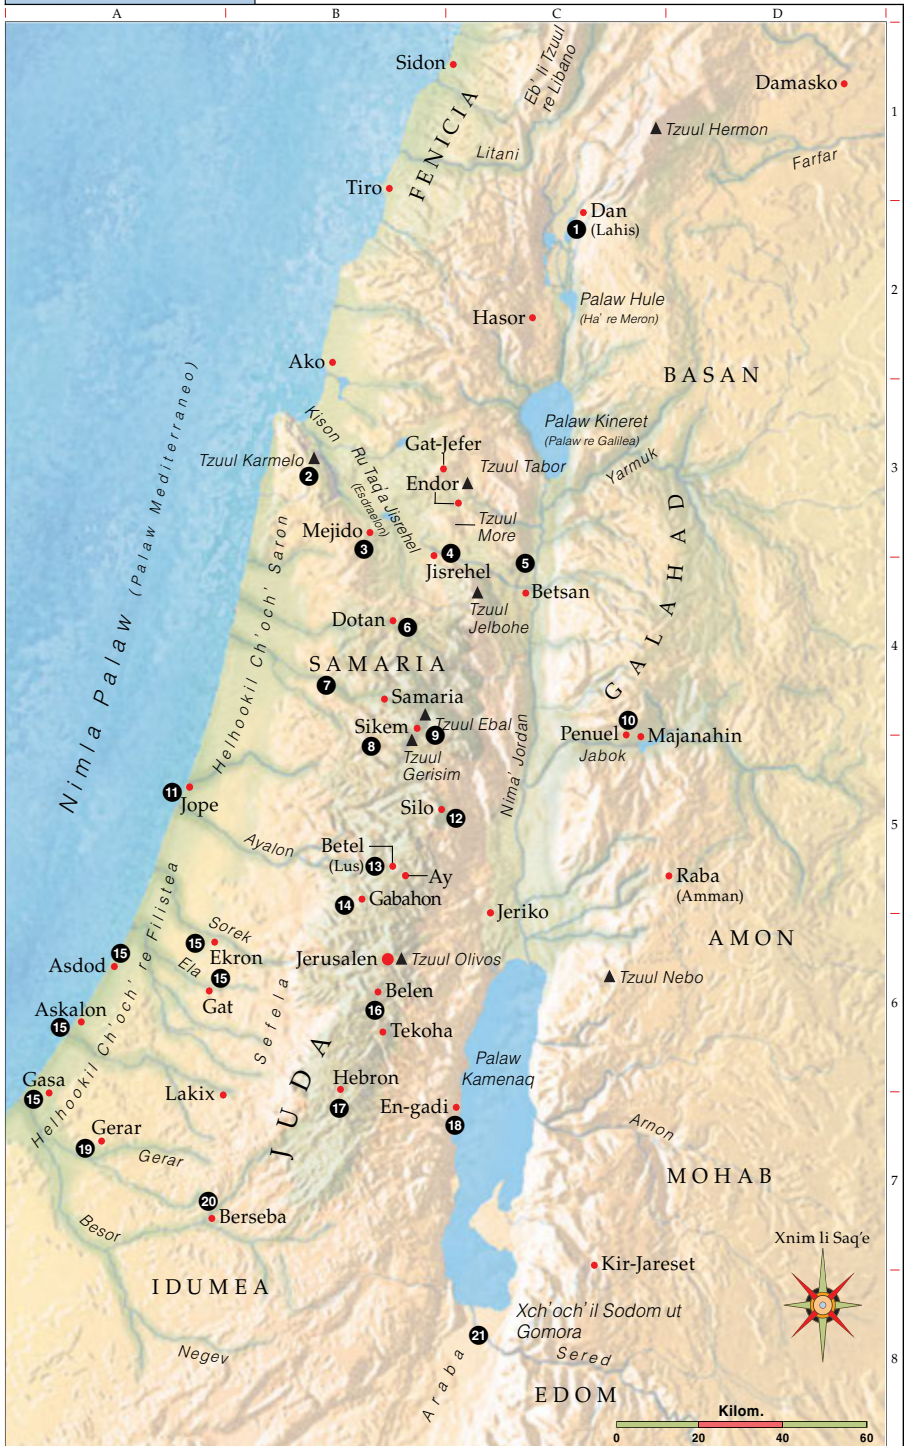 A B C D
Sidon
Eb' li Tzuul
re Libano
Damasko
1
FENICIA
Tzuul Hermon
Litani
Farfar
Tiro
Dan
(Lahis)
1
2
Palaw Hule
(Ha' re Meron)
Hasor
Ako
BASAN
Kison
Palaw Kineret
(Palaw re Galilea)
Gat-Jefer
Tzuul Karmelo
2
Ru Taq'a Jisrehel
(Esdraelon)
Tzuul Tabor
Yarmuk
3
Endor
Tzuul
More
Mejido
3
4
Jisrehel
5
Betsan
GALAHAD
Tzuul
Jelbohe
Dotan
6
4
SAMARIA
7
Samaria
Sikem
8
9
Tzuul Ebal
Tzuul
Gerisim
10
Penuel
Majanahin
Jabok
Nima' Jordan
Nimla Palaw (Palaw Mediterraneo)
Helhookil Ch'och' Saron
11
Jope
Silo
12
5
Ayalon
Betel
(Lus)
13
Ay
Raba
(Amman)
14
Gabahon
Jeriko
Helhookil Ch'och' re Filistea
Sorek
15
Ekron
AMON
Asdod
15
Ela
15
Gat
Jerusalen
Tzuul Olivos
Tzuul Nebo
Belen
6
Askalon
15
Sefela
16
Tekoha
Palaw
Kamenaq
JUDA
Gasa
15
Lakix
Hebron
17
En-gadi
18
Arnon
Gerar
19
Gerar
MOHAB
7
20
Berseba
Besor
Xnim li Saq'e
Kir-Jareset
IDUMEA
Xch'och'il Sodom ut
Gomora
21
Negev
Araba
Sered
8
EDOM
Kilom.
0 20 40 60